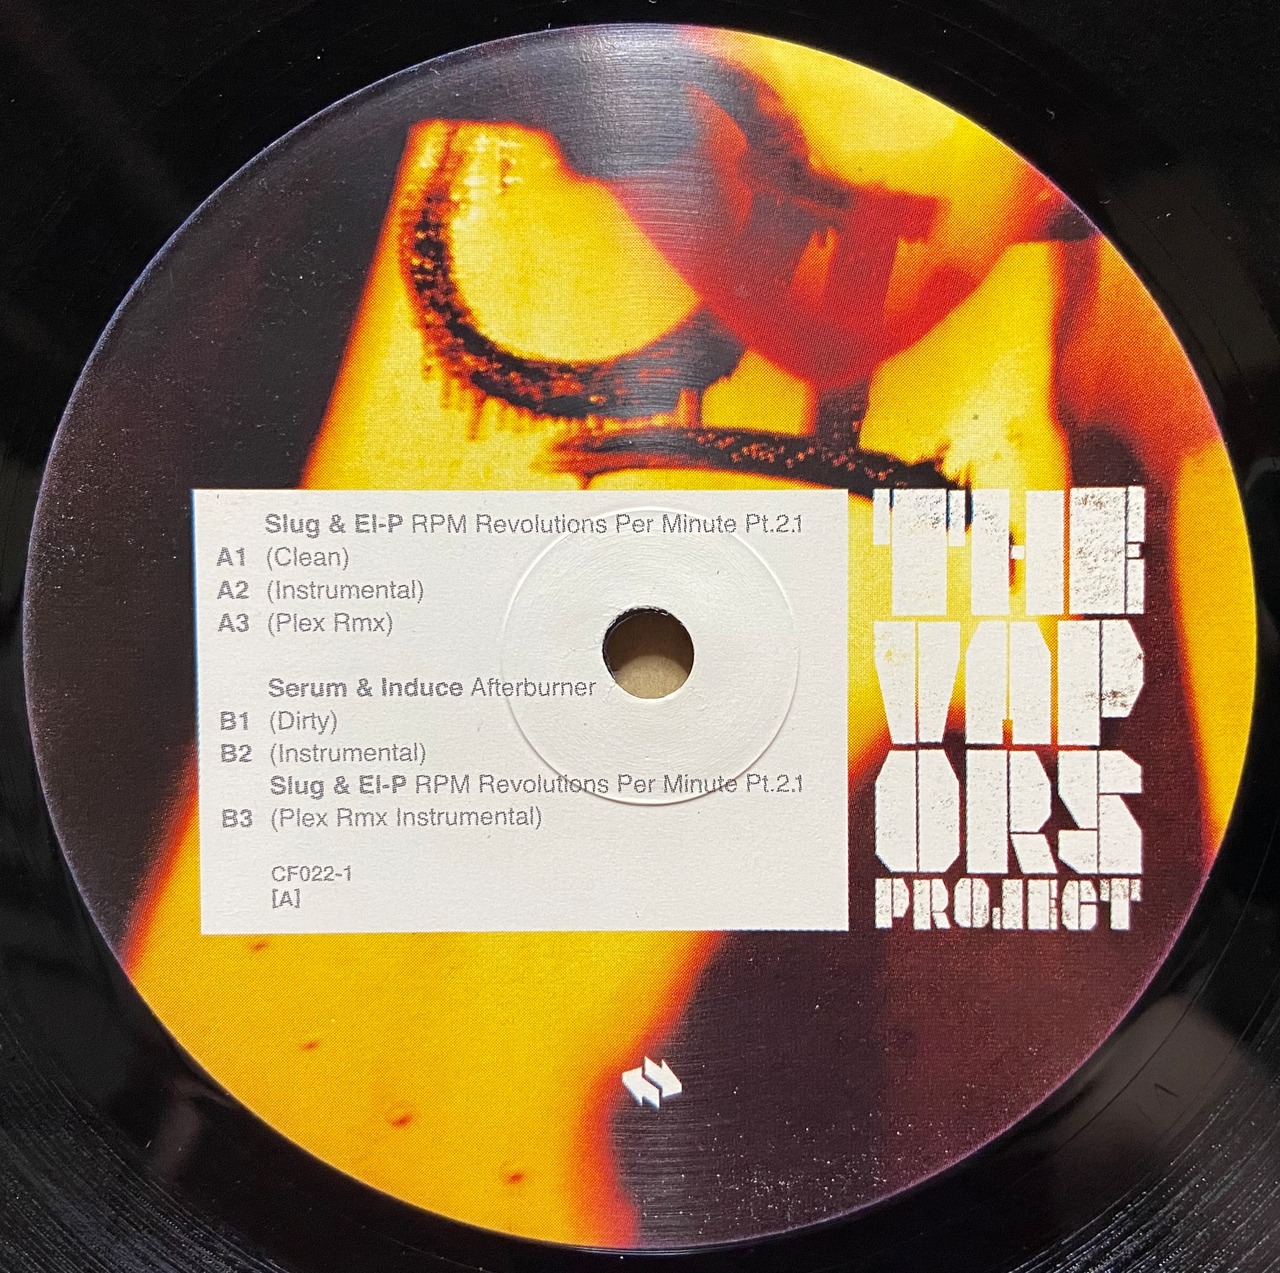 Slug & El-P RPM Revolutions Per Minute Pt.2.1
A1 (Clean)
A2 (Instrumental)
A3 (Plex Rmx)
Serum & Induce Afterburner
B1 (Dirty)
B2 (Instrumental)
Slug & El-P RPM Revolutions Per Minute Pt.2.1
B3 (Plex Rmx Instrumental)
CF022-1
[A]
THE
VAP
ORS
PROJECT